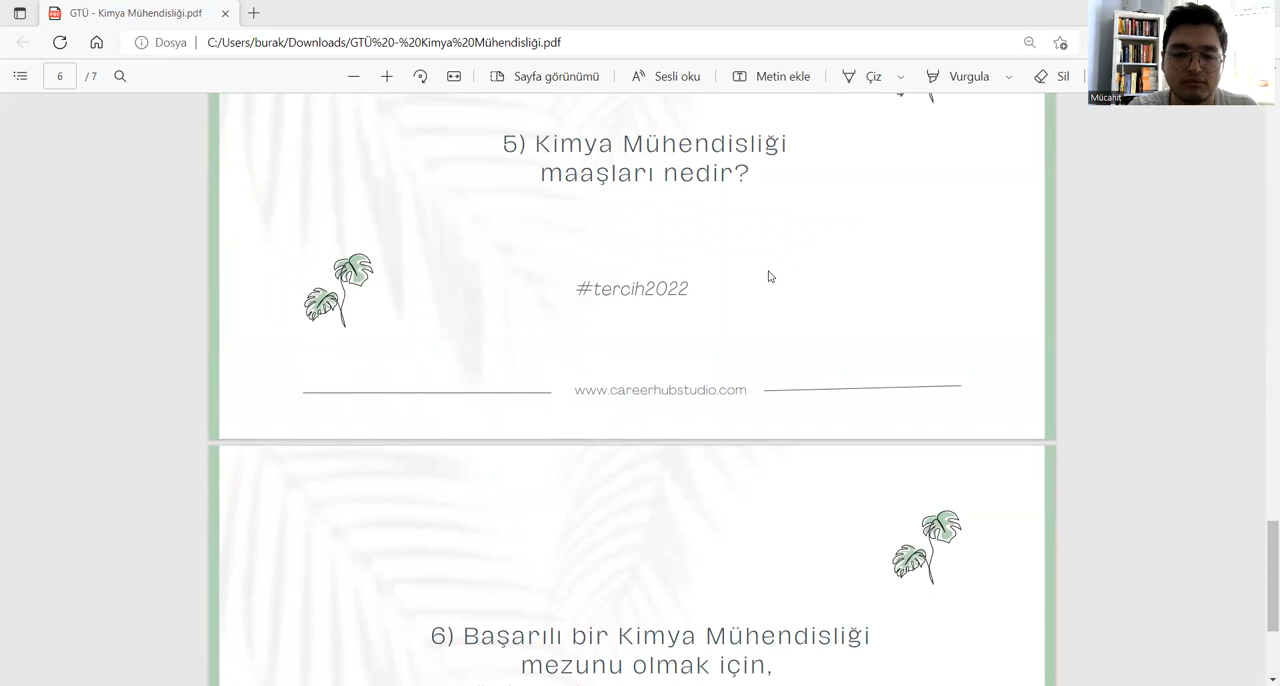 GTÜ - Kimya Mühendisliği.pdf
Dosya
C:/Users/burak/Downloads/GTÜ%20-%20Kimya%20Mühendisliği.pdf
6 / 7
Sayfa görünümü
Sesli oku
Metin ekle
Çiz
Vurgula
Sil
Mücahit
5) Kimya Mühendisliği
maaşları nedir?
#tercih2022
www.careerhubstudio.com
6) Başarılı bir Kimya Mühendisliği
mezunu olmak için,